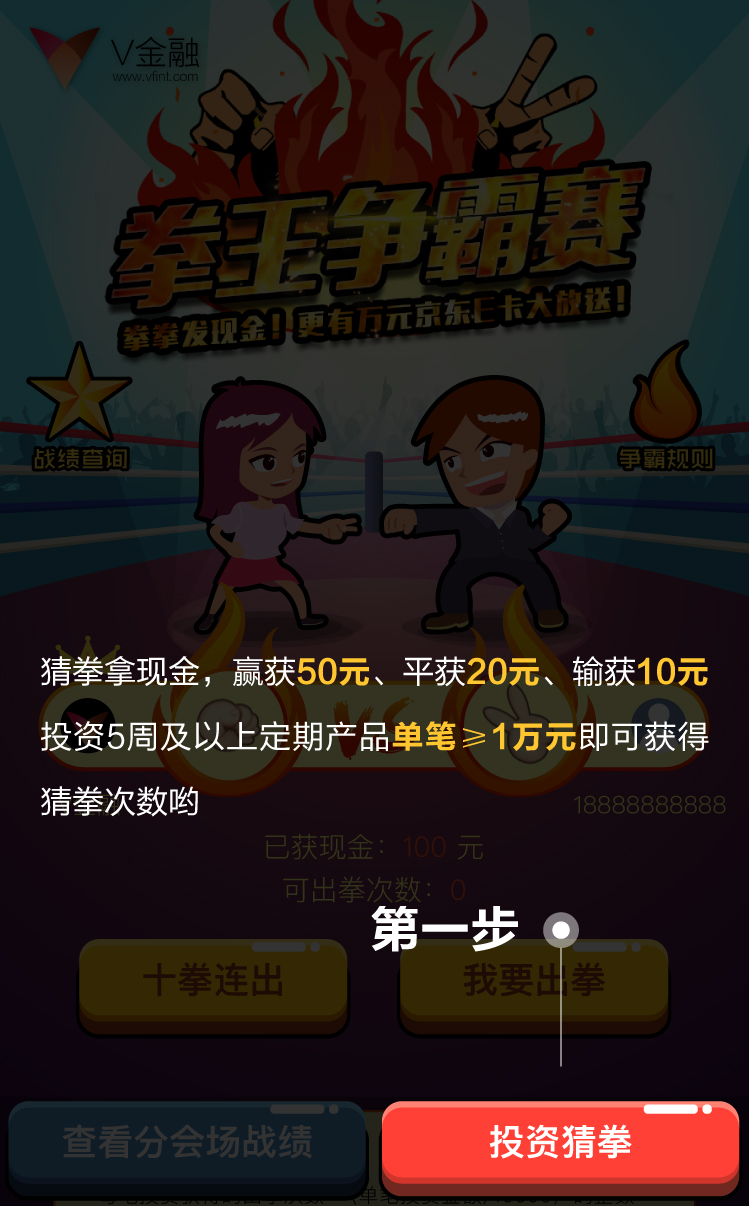 V金融
www.vfint.com
拳王争霸赛
拳拳发现金！更有万元京东E卡大放送！
战绩查询
争霸规则
猜拳拿现金，赢获50元、平获20元、输获10元
投资5周及以上定期产品单笔≥1万元即可获得
猜拳次数哟
18888888888
已获现金：100 元
可出拳次数：0
第一步
十拳连出
我要出拳
查看分会场战绩
投资猜拳